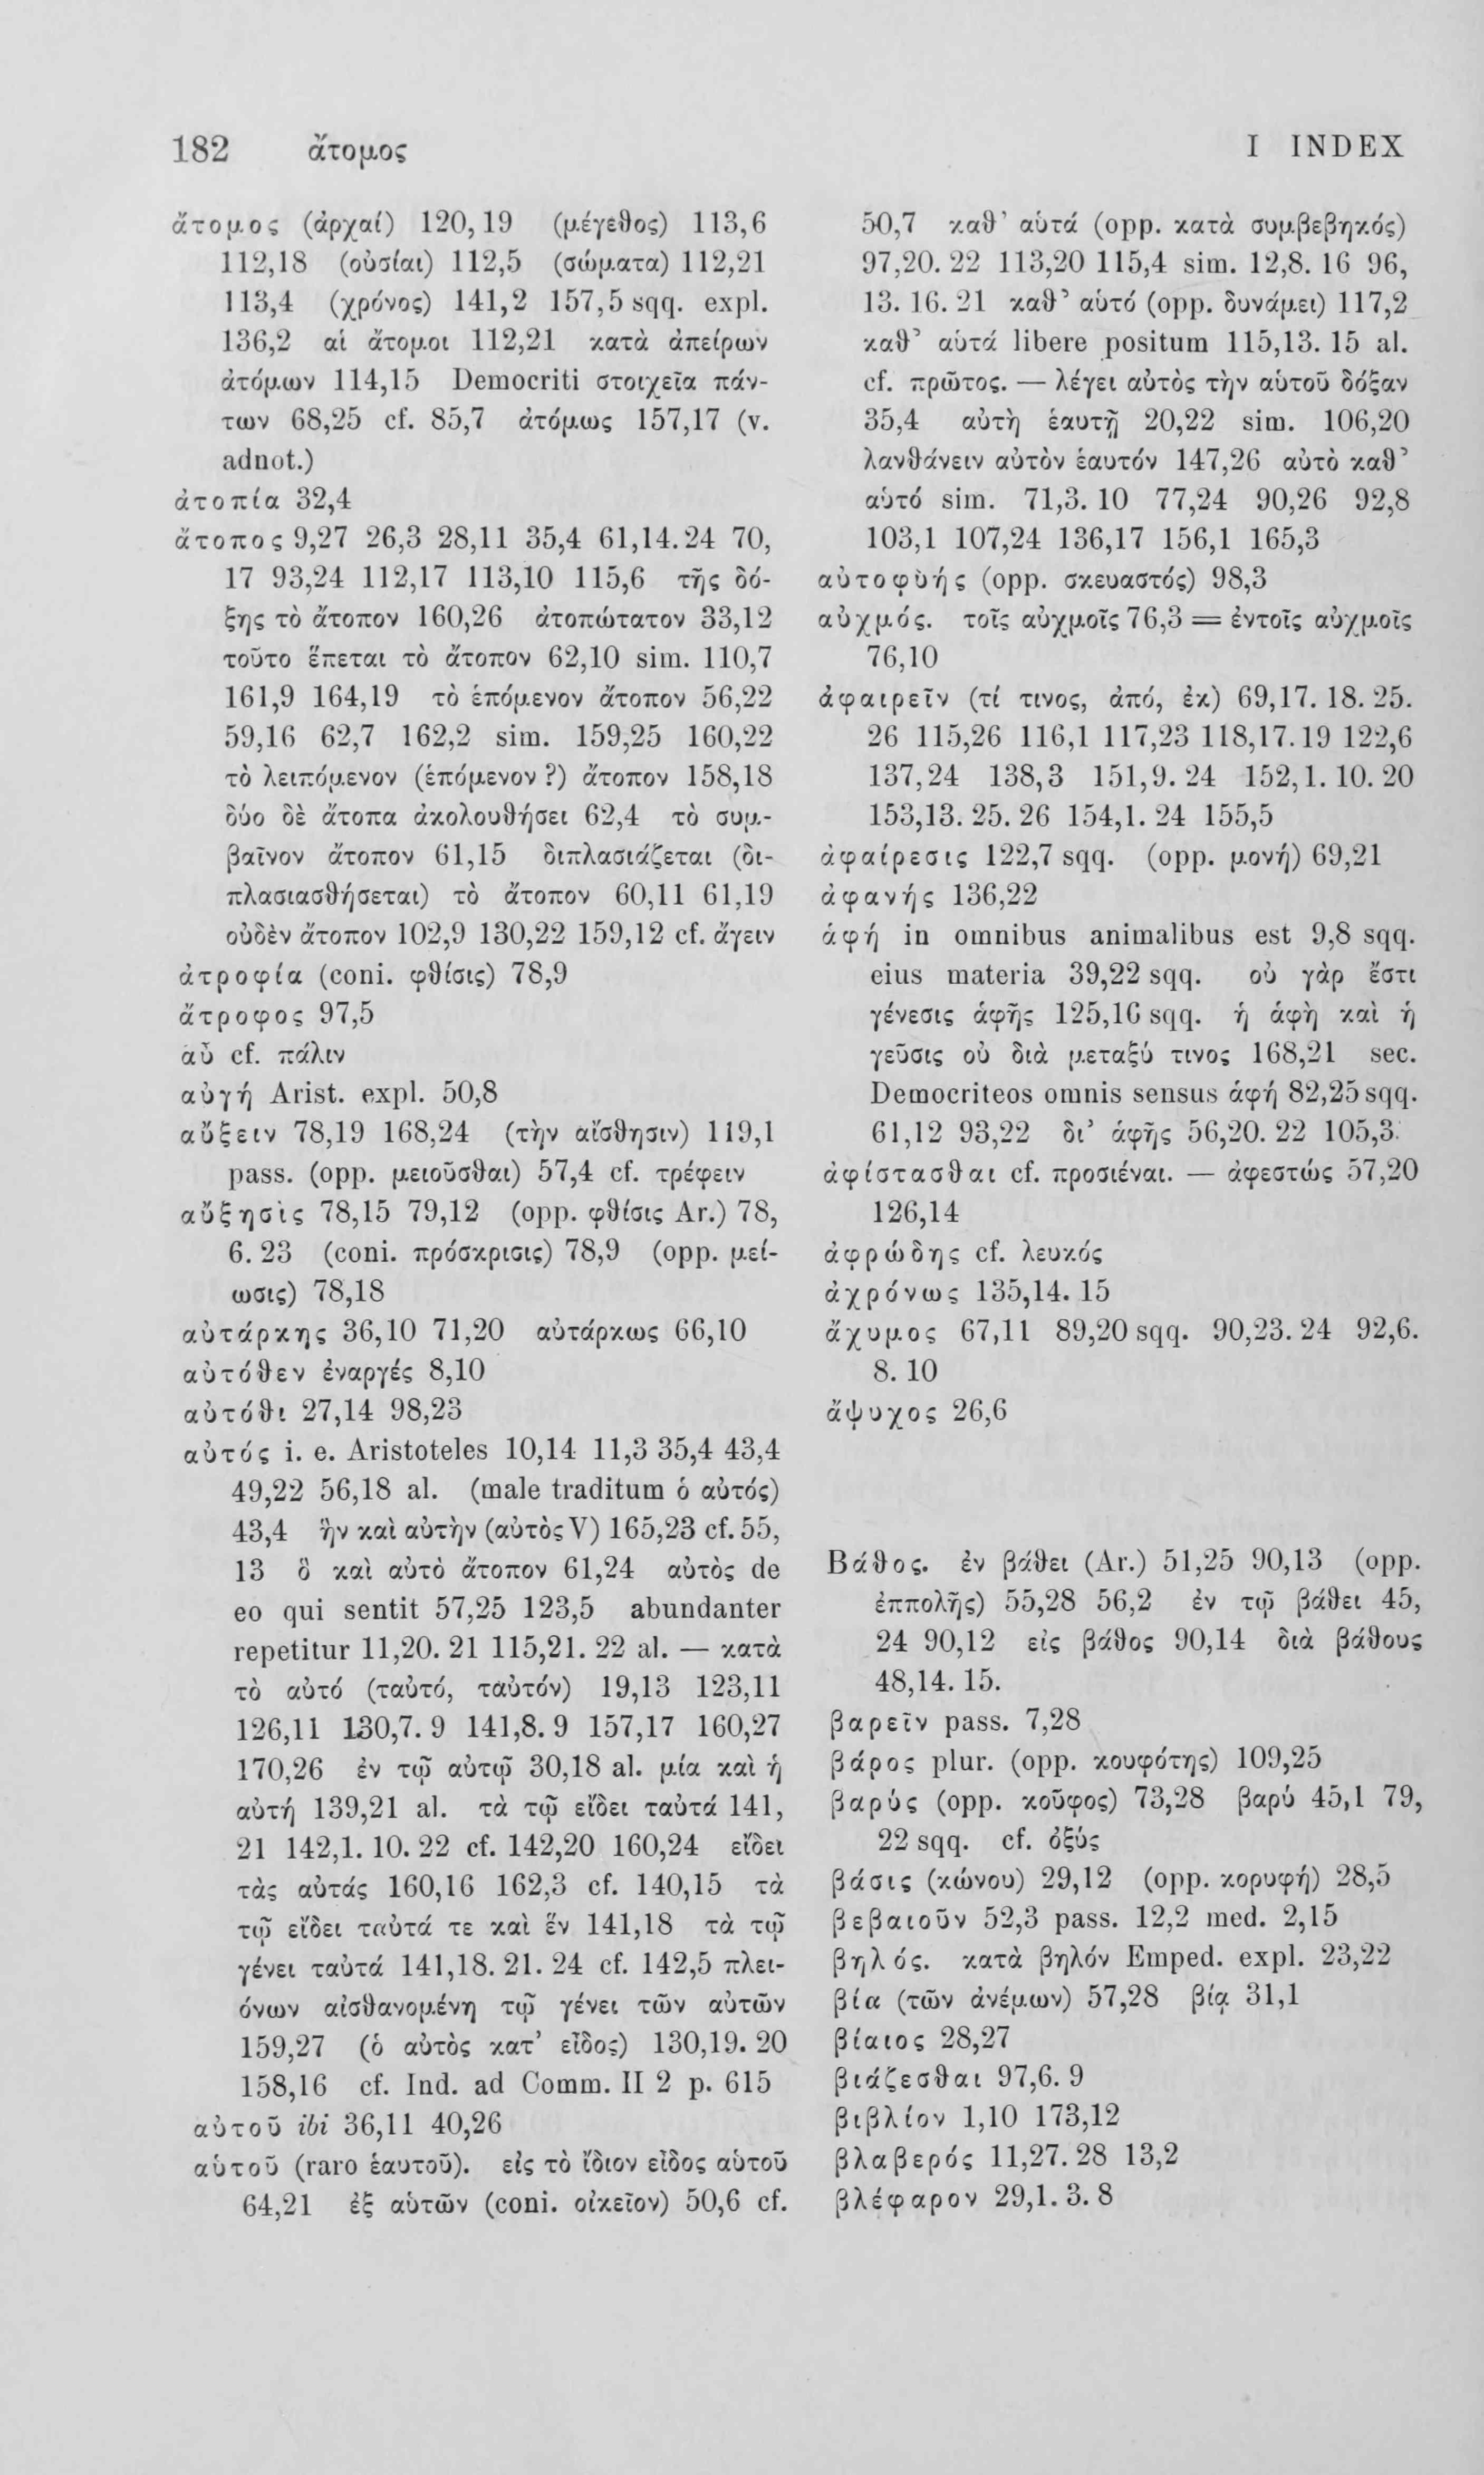 182 ἄτομος I INDEX
ἄτομος (ἀρχαί) 120,19 (μέγεθος) 113,6
112,18 (οὐσίαι) 112,5 (σώματα) 112,21
113,4 (χρόνος) 141,2 157,5 sqq. expl.
136,2 αἱ ἄτομοι 112,21 κατὰ ἀπείρων
ἀτόμων 114,15 Democriti στοιχεῖα πάν-
των 68,25 cf. 85,7 ἀτόμως 157,17 (v.
adnot.)
ἀτοπία 32,4
ἄτοπος 9,27 26,3 28,11 35,4 61,14. 24 70,
17 93,24 112,17 113,10 115,6 τῆς δό-
ξης τὸ ἄτοπον 160,26 ἀτοπώτατον 33,12
τοῦτο ἕπεται τὸ ἄτοπον 62,10 sim. 110,7
161,9 164,19 τὸ ἑπόμενον ἄτοπον 56,22
59,16 62,7 162,2 sim. 159,25 160,22
τὸ λειπόμενον (ἑπόμενον ?) ἄτοπον 158,18
δύο δὲ ἄτοπα ἀκολουθήσει 62,4 τὸ συμ-
βαῖνον ἄτοπον 61,15 διπλασιάζεται (δι-
πλασιασθήσεται) τὸ ἄτοπον 60,11 61,19
οὐδὲν ἄτοπον 102,9 130,22 159,12 cf. ἄγειν
ἀτροφία (coni. φθίσις) 78,9
ἄτροφος 97,5
αὖ cf. πάλιν
αὐγή Arist. expl. 50,8
αὔξειν 78,19 168,24 (τὴν αἴσθησιν) 119,1
pass. (opp. μειοῦσθαι) 57,4 cf. τρέφειν
αὔξησις 78,15 79,12 (opp. φθίσις Ar.) 78,
6. 23 (coni. πρόσκρισις) 78,9 (opp. μεί-
ωσις) 78,18
αὐτάρκης 36,10 71,20 αὐτάρκως 66,10
αὐτόθεν ἐναργές 8,10
αὐτόθι 27,14 98,23
αὐτός i. e. Aristoteles 10,14 11,3 35,4 43,4
49,22 56,18 al. (male traditum ὁ αὐτός)
43,4 ἣν καὶ αὐτὴν (αὐτὸς V) 165,23 cf. 55,
13 ὃ καὶ αὐτὸ ἄτοπον 61,24 αὐτὸς de
eo qui sentit 57,25 123,5 abundanter
repetitur 11,20. 21 115,21. 22 al. — κατὰ
τὸ αὐτό (ταὐτό, ταὐτόν) 19,13 123,11
126,11 130,7. 9 141,8. 9 157,17 160,27
170,26 ἐν τῷ αὐτῷ 30,18 al. μία καὶ ἡ
αὐτή 139,21 al. τὰ τῷ εἴδει ταὐτά 141,
21 142,1. 10. 22 cf. 142,20 160,24 εἴδει
τὰς αὐτάς 160,16 162,3 cf. 140,15 τὰ
τῷ εἴδει ταὐτά τε καὶ ἕν 141,18 τὰ τῷ
γένει ταὐτά 141,18. 21. 24 cf. 142,5 πλει-
όνων αἰσθανομένη τῷ γένει τῶν αὐτῶν
159,27 (ὁ αὐτὸς κατ’ εἶδος) 130,19. 20
158,16 cf. Ind. ad Comm. II 2 p. 615
αὐτοῦ ibi 36,11 40,26
αὑτοῦ (raro ἑαυτοῦ). εἰς τὸ ἴδιον εἶδος αὑτοῦ
64,21 ἐξ αὑτῶν (coni. οἰκεῖον) 50,6 cf.
50,7 καθ’ αὑτά (opp. κατὰ συμβεβηκός)
97,20. 22 113,20 115,4 sim. 12,8. 16 96,
13. 16. 21 καθ’ αὑτό (opp. δυνάμει) 117,2
καθ’ αὑτά libere positum 115,13. 15 al.
cf. πρῶτος. — λέγει αὐτὸς τὴν αὑτοῦ δόξαν
35,4 αὐτὴ ἑαυτῇ 20,22 sim. 106,20
λανθάνειν αὐτὸν ἑαυτόν 147,26 αὐτὸ καθ’
αὑτό sim. 71,3. 10 77,24 90,26 92,8
103,1 107,24 136,17 156,1 165,3
αὐτοφυής (opp. σκευαστός) 98,3
αὐχμός. τοῖς αὐχμοῖς 76,3 = ἐν τοῖς αὐχμοῖς
76,10
ἀφαιρεῖν (τί τινος, ἀπό, ἐκ) 69,17. 18. 25.
26 115,26 116,1 117,23 118,17. 19 122,6
137,24 138,3 151,9. 24 152,1. 10. 20
153,13. 25. 26 154,1. 24 155,5
ἀφαίρεσις 122,7 sqq. (opp. μονή) 69,21
ἀφανής 136,22
ἁφή in omnibus animalibus est 9,8 sqq.
eius materia 39,22 sqq. οὐ γὰρ ἔστι
γένεσις ἁφῆς 125,16 sqq. ἡ ἁφὴ καὶ ἡ
γεῦσις οὐ διὰ μεταξύ τινος 168,21 sec.
Democriteos omnis sensus ἁφή 82,25 sqq.
61,12 93,22 δι’ ἁφῆς 56,20. 22 105,3.
ἀφίστασθαι cf. προσιέναι. — ἀφεστώς 57,20
126,14
ἀφρώδης cf. λευκός
ἀχρόνως 135,14. 15
ἄχυμος 67,11 89,20 sqq. 90,23. 24 92,6.
8. 10
ἄψυχος 26,6
Βάθος. ἐν βάθει (Ar.) 51,25 90,13 (opp.
ἐππολῆς) 55,28 56,2 ἐν τῷ βάθει 45,
24 90,12 εἰς βάθος 90,14 διὰ βάθους
48,14. 15.
βαρεῖν pass. 7,28
βάρος plur. (opp. κουφότης) 109,25
βαρύς (opp. κοῦφος) 73,28 βαρύ 45,1 79,
22 sqq. cf. ὀξύς
βάσις (κώνου) 29,12 (opp. κορυφή) 28,5
βεβαιοῦν 52,3 pass. 12,2 med. 2,15
βηλός. κατὰ βηλόν Emped. expl. 23,22
βία (τῶν ἀνέμων) 57,28 βίᾳ 31,1
βίαιος 28,27
βιάζεσθαι 97,6. 9
βιβλίον 1,10 173,12
βλαβερός 11,27. 28 13,2
βλέφαρον 29,1. 3. 8